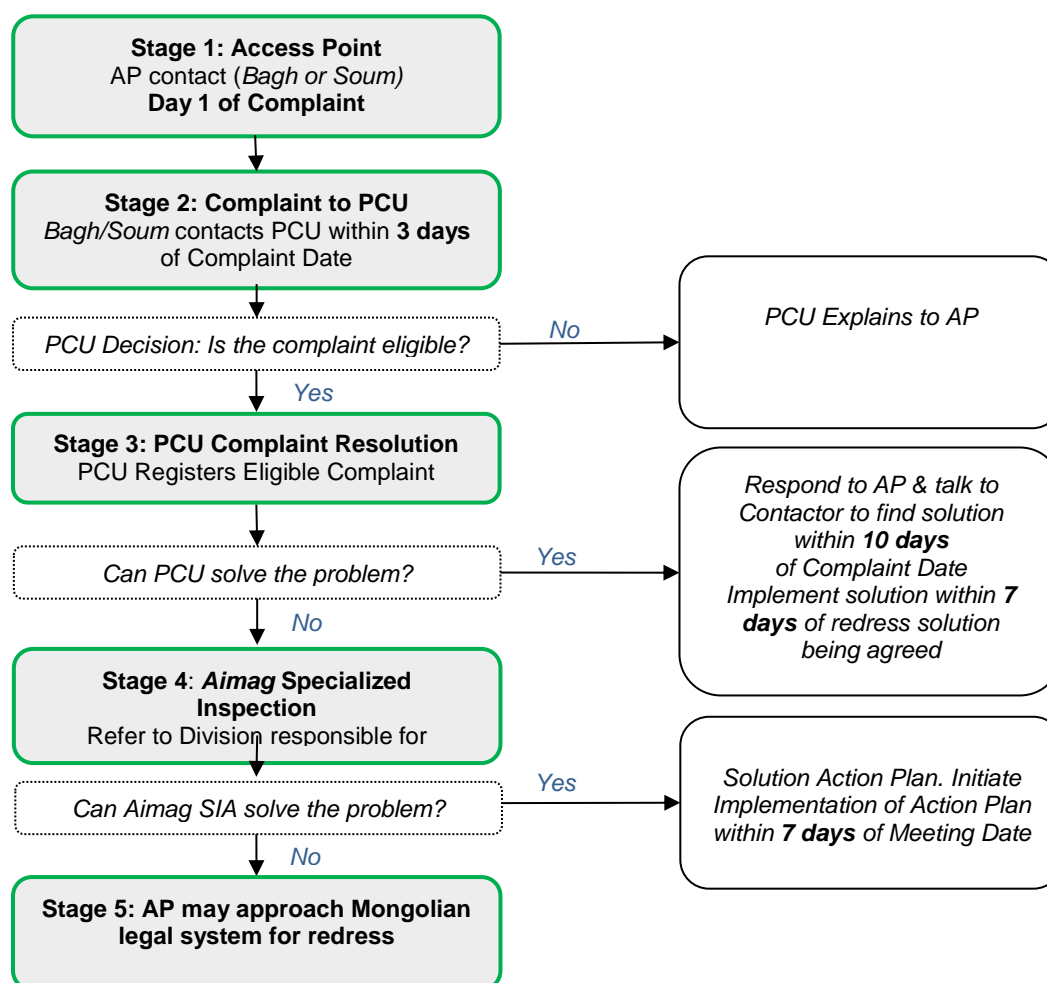 Stage 1: Access Point
AP contact (Bagh or Soum)
Day 1 of Complaint
Stage 2: Complaint to PCU
Bagh/Soum contacts PCU within 3 days
of Complaint Date
PCU Decision: Is the complaint eligible?
No
PCU Explains to AP
Yes
Stage 3: PCU Complaint Resolution
PCU Registers Eligible Complaint
Can PCU solve the problem?
Yes
Respond to AP & talk to
Contactor to find solution
within 10 days
of Complaint Date
Implement solution within 7
days of redress solution
being agreed
No
Stage 4: Aimag Specialized
Inspection
Refer to Division responsible for
Can Aimag SIA solve the problem?
Yes
Solution Action Plan. Initiate
Implementation of Action Plan
within 7 days of Meeting Date
No
Stage 5: AP may approach Mongolian
legal system for redress